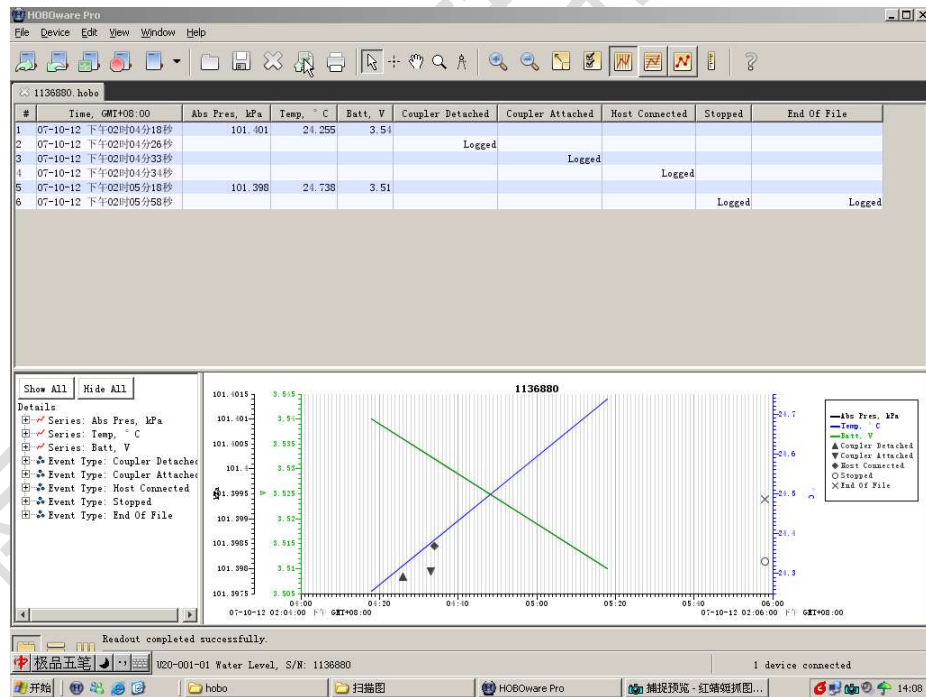 HOBOware Pro
File Device Edit View Window Help
1136880.hobo
# Time, GMT+08:00 Abs Pres, kPa Temp, °C Batt, V Coupler Detached Coupler Attached Host Connected Stopped End Of File
1 07-10-12 下午02时04分18秒 101.401 24.255 3.54
2 07-10-12 下午02时04分26秒 Logged
3 07-10-12 下午02时04分33秒 Logged
4 07-10-12 下午02时04分34秒 Logged
5 07-10-12 下午02时05分18秒 101.398 24.738 3.51
6 07-10-12 下午02时05分58秒 Logged Logged
Show All Hide All
Details
Series: Abs Pres, kPa
Series: Temp, °C
Series: Batt, V
Event Type: Coupler Detached
Event Type: Coupler Attached
Event Type: Host Connected
Event Type: Stopped
Event Type: End Of File
1136880
101.4015 3.545
101.401 3.54 24.7
101.4005 3.535
101.4 3.53 24.6
101.3995 3.525 24.5
kPa
°C
101.399 3.52 24.4
101.3985 3.515
101.398 3.51 24.3
101.3975 3.505
Abs Pres, kPa
Temp, °C
Batt, V
Coupler Detached
Coupler Attached
Host Connected
Stopped
End Of File
04:00 04:20 04:40 05:00 05:20 05:40 06:00
07-10-12 02:04:00 下午 GMT+08:00 07-10-12 02:06:00 下午 GMT+08:00
Readout completed successfully.
中 极品五笔 U20-001-01 Water Level, S/N: 1136880 1 device connected
开始 hobo 扫描图 HOBOware Pro 捕捉预览 - 红蜻蜓抓图... 14:08